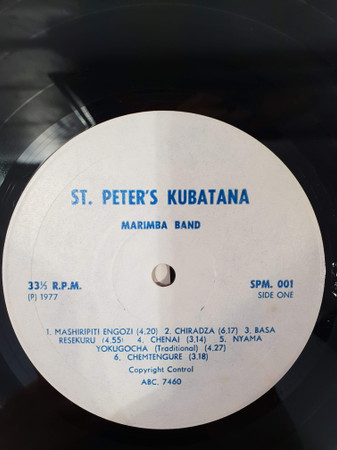 ST. PETER'S KUBATANA
MARIMBA BAND
33⅓ R.P.M. SPM. 001
(P) 1977 SIDE ONE
1. MASHIRIPITI ENGOZI (4.20) 2. CHIRADZA (6.17) 3. BASA
RESEKURU (4.55) 4. CHENAI (3.14) 5. NYAMA
YOKUGOCHA (Traditional) (4.27)
6. CHEMTENGURE (3.18)
Copyright Control
ABC. 7460